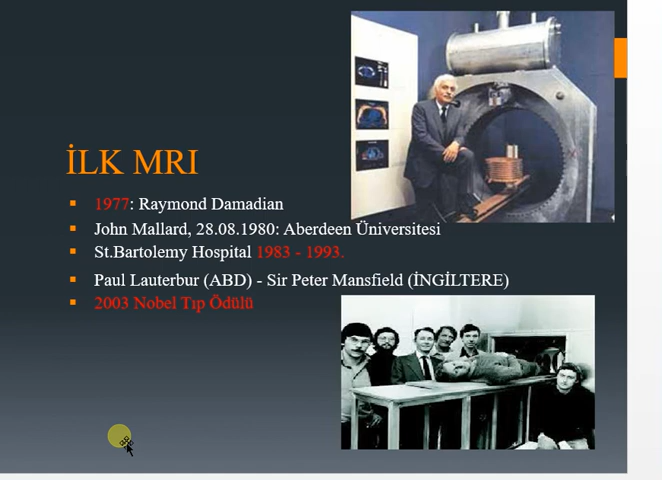 İLK MRI
1977: Raymond Damadian
John Mallard, 28.08.1980: Aberdeen Üniversitesi
St.Bartolemy Hospital 1983 - 1993.
Paul Lauterbur (ABD) - Sir Peter Mansfield (İNGİLTERE)
2003 Nobel Tıp Ödülü